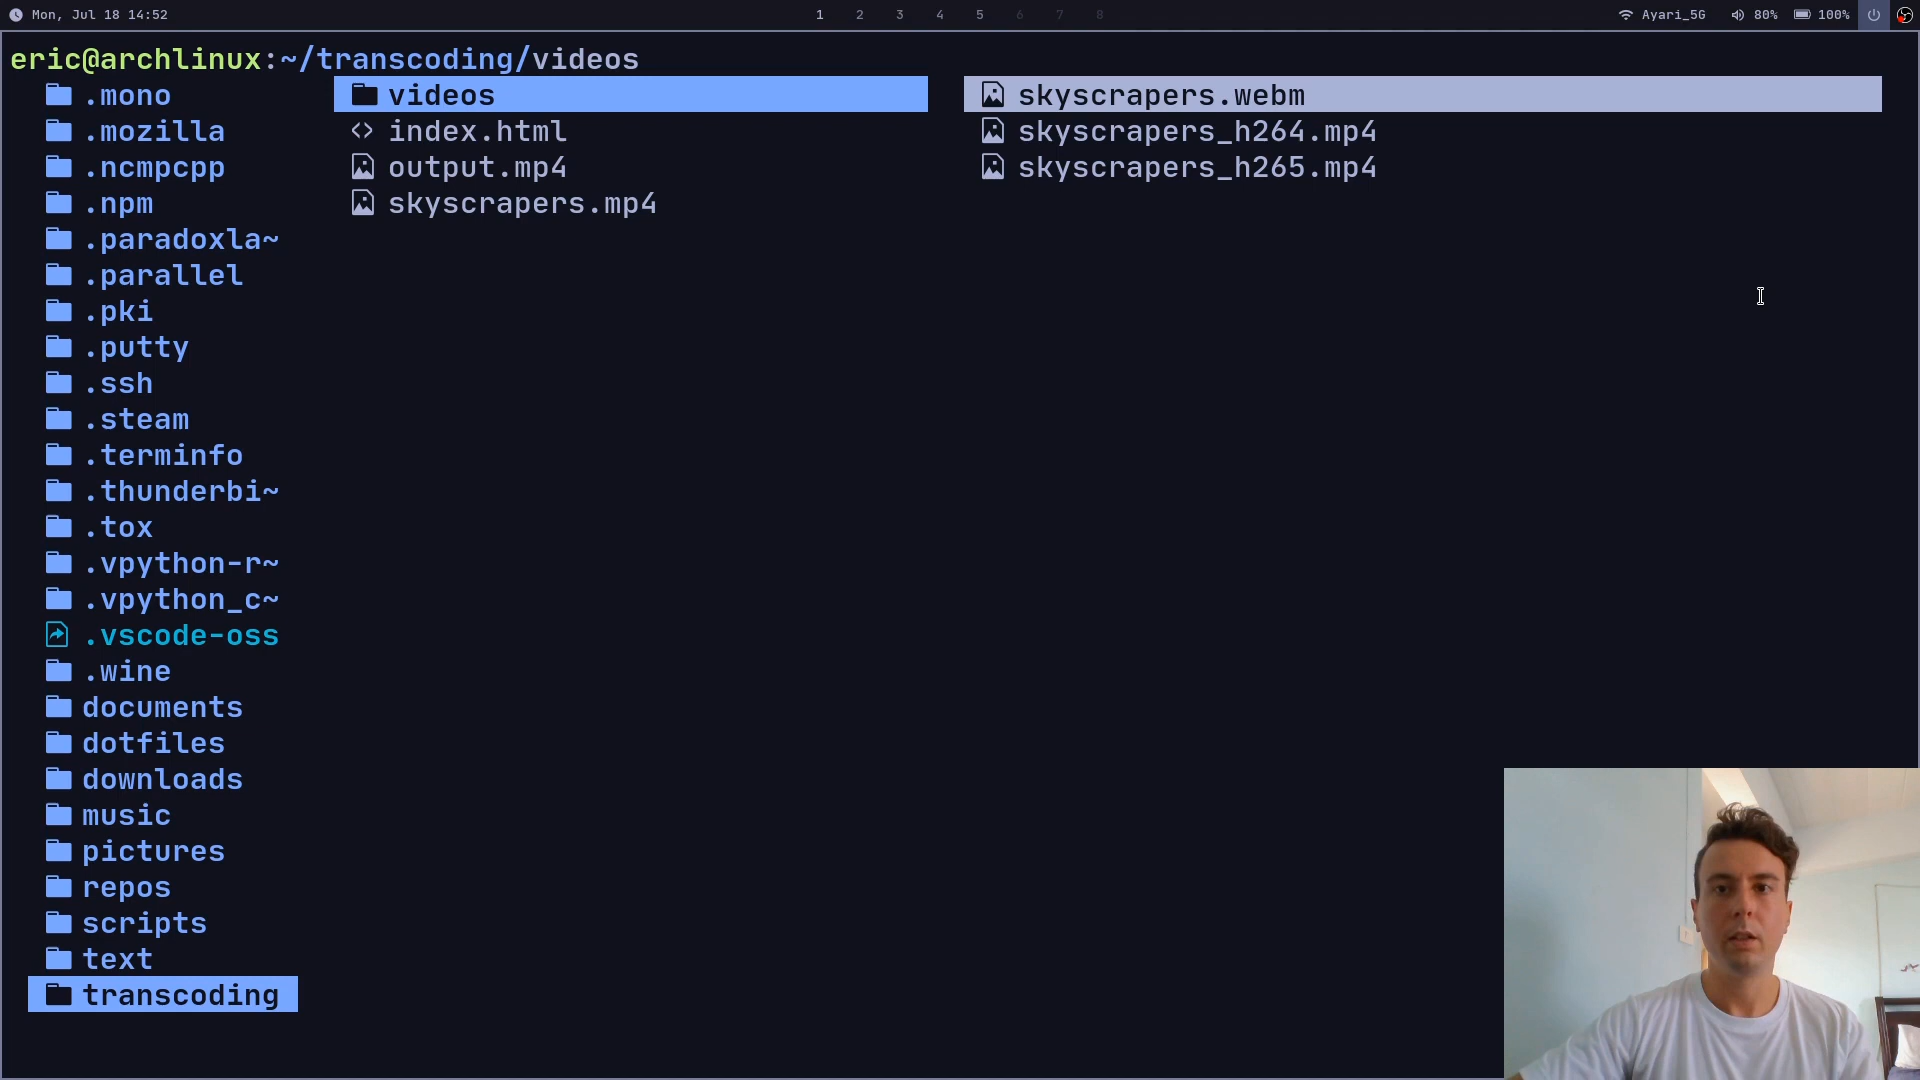 Mon, Jul 18 14:52
1 2 3 4 5 6 7 8
Ayari_5G 80% 100%
eric@archlinux:~/transcoding/videos
.mono
.mozilla
.ncmpcpp
.npm
.paradoxla~
.parallel
.pki
.putty
.ssh
.steam
.terminfo
.thunderbi~
.tox
.vpython-r~
.vpython_c~
.vscode-oss
.wine
documents
dotfiles
downloads
music
pictures
repos
scripts
text
transcoding
videos
index.html
output.mp4
skyscrapers.mp4
skyscrapers.webm
skyscrapers_h264.mp4
skyscrapers_h265.mp4